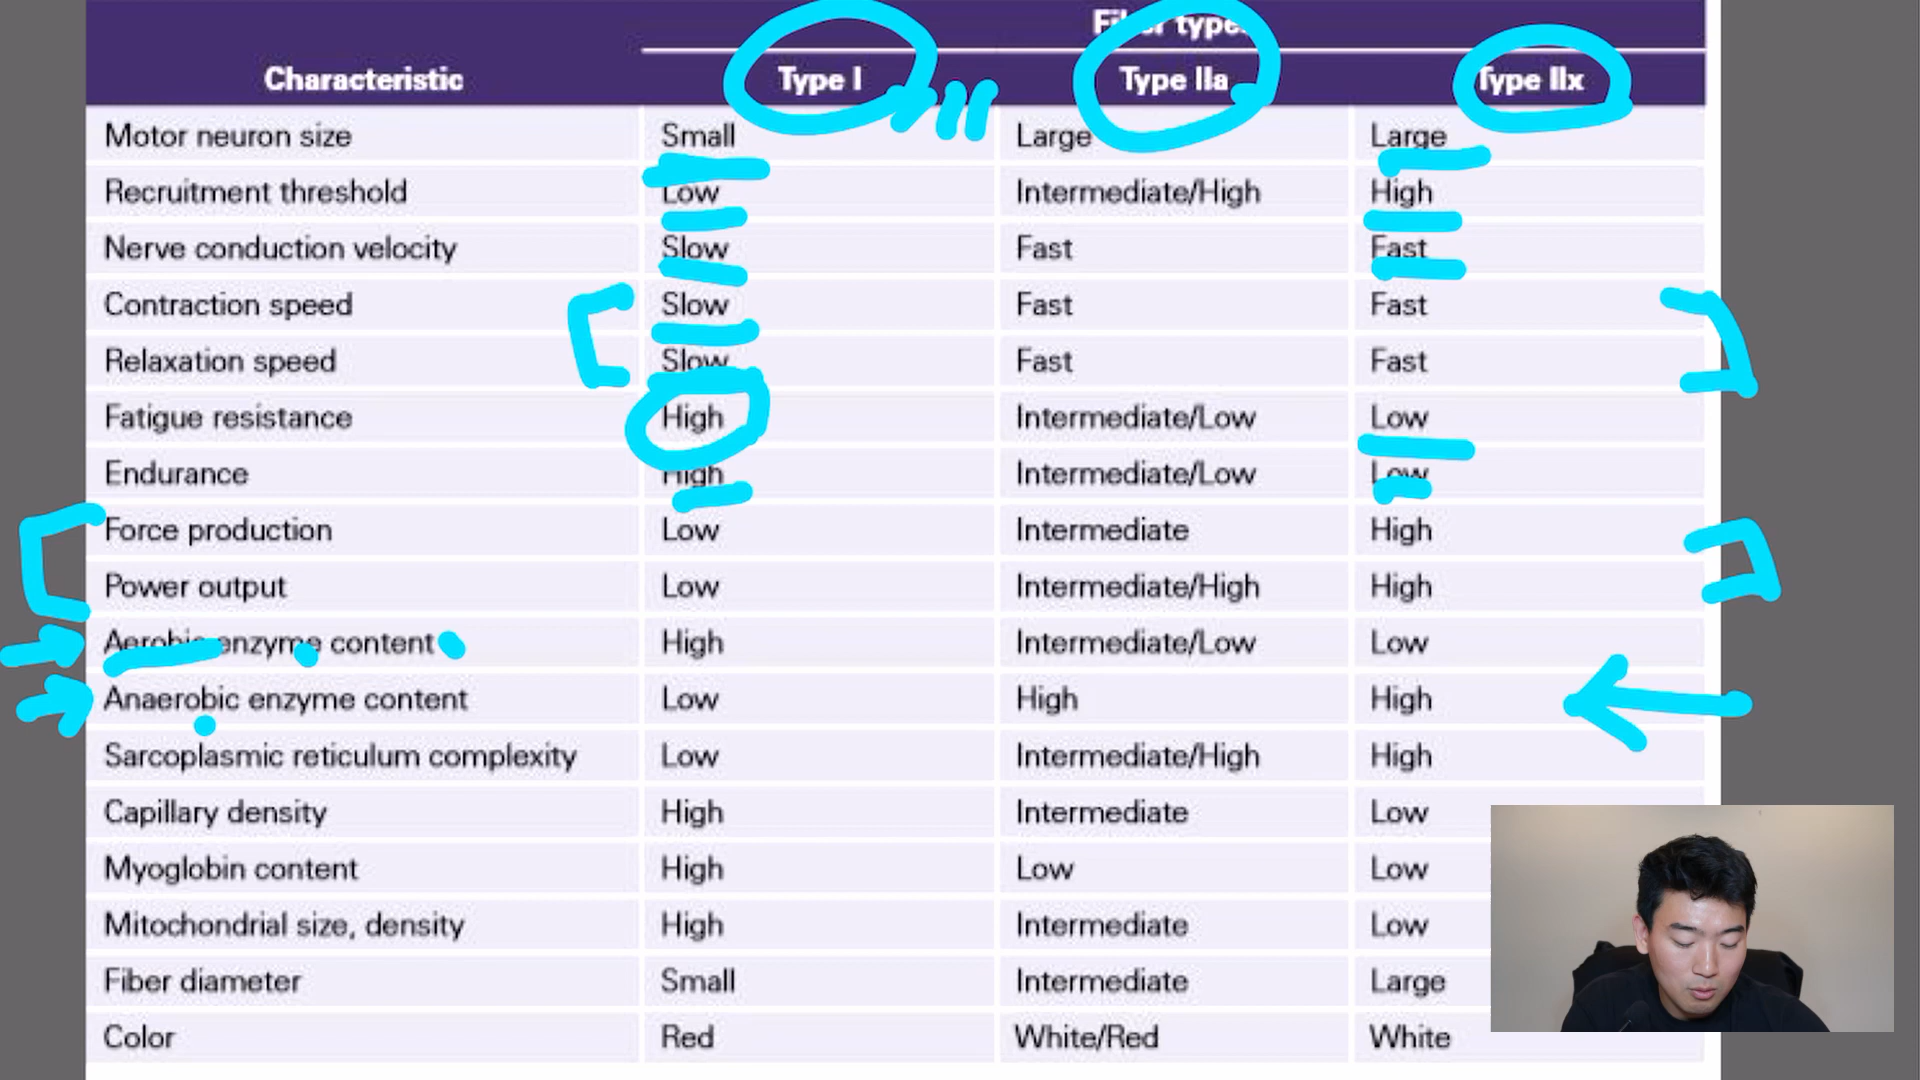 Fiber types
Characteristic Type I Type IIa Type IIx
Motor neuron size Small Large Large
Recruitment threshold Low Intermediate/High High
Nerve conduction velocity Slow Fast Fast
Contraction speed Slow Fast Fast
Relaxation speed Slow Fast Fast
Fatigue resistance High Intermediate/Low Low
Endurance High Intermediate/Low Low
Force production Low Intermediate High
Power output Low Intermediate/High High
Aerobic enzyme content High Intermediate/Low Low
Anaerobic enzyme content Low High High
Sarcoplasmic reticulum complexity Low Intermediate/High High
Capillary density High Intermediate Low
Myoglobin content High Low Low
Mitochondrial size, density High Intermediate Low
Fiber diameter Small Intermediate Large
Color Red White/Red White